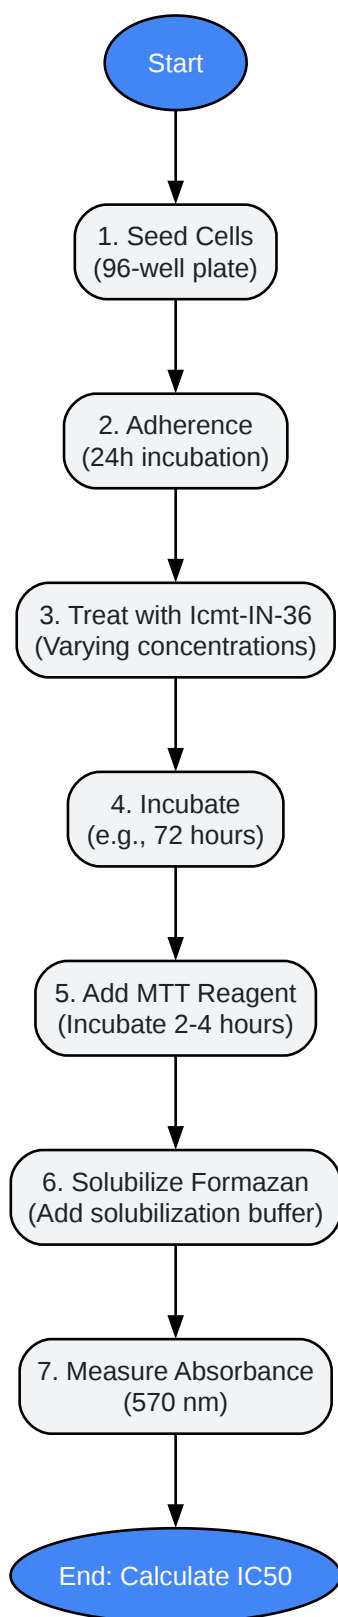 Start
1. Seed Cells
(96-well plate)
2. Adherence
(24h incubation)
3. Treat with Icmt-IN-36
(Varying concentrations)
4. Incubate
(e.g., 72 hours)
5. Add MTT Reagent
(Incubate 2-4 hours)
6. Solubilize Formazan
(Add solubilization buffer)
7. Measure Absorbance
(570 nm)
End: Calculate IC50